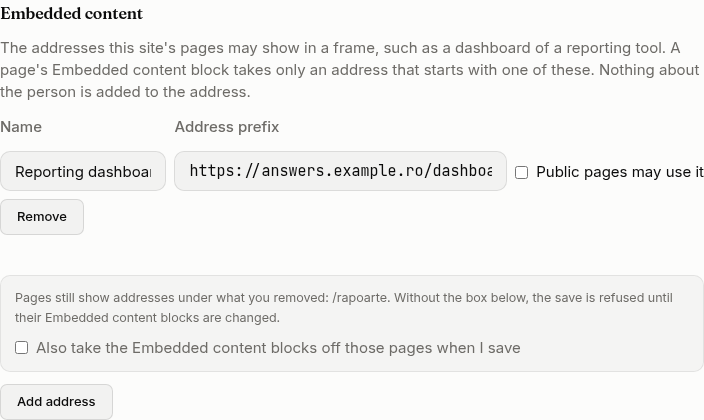 Embedded content
The addresses this site's pages may show in a frame, such as a dashboard of a reporting tool. A
page's Embedded content block takes only an address that starts with one of these. Nothing about
the person is added to the address.
Name Address prefix
Reporting dashboar https://answers.example.ro/dashboa Public pages may use it
Remove
Pages still show addresses under what you removed: /rapoarte. Without the box below, the save is refused until
their Embedded content blocks are changed.
Also take the Embedded content blocks off those pages when I save
Add address